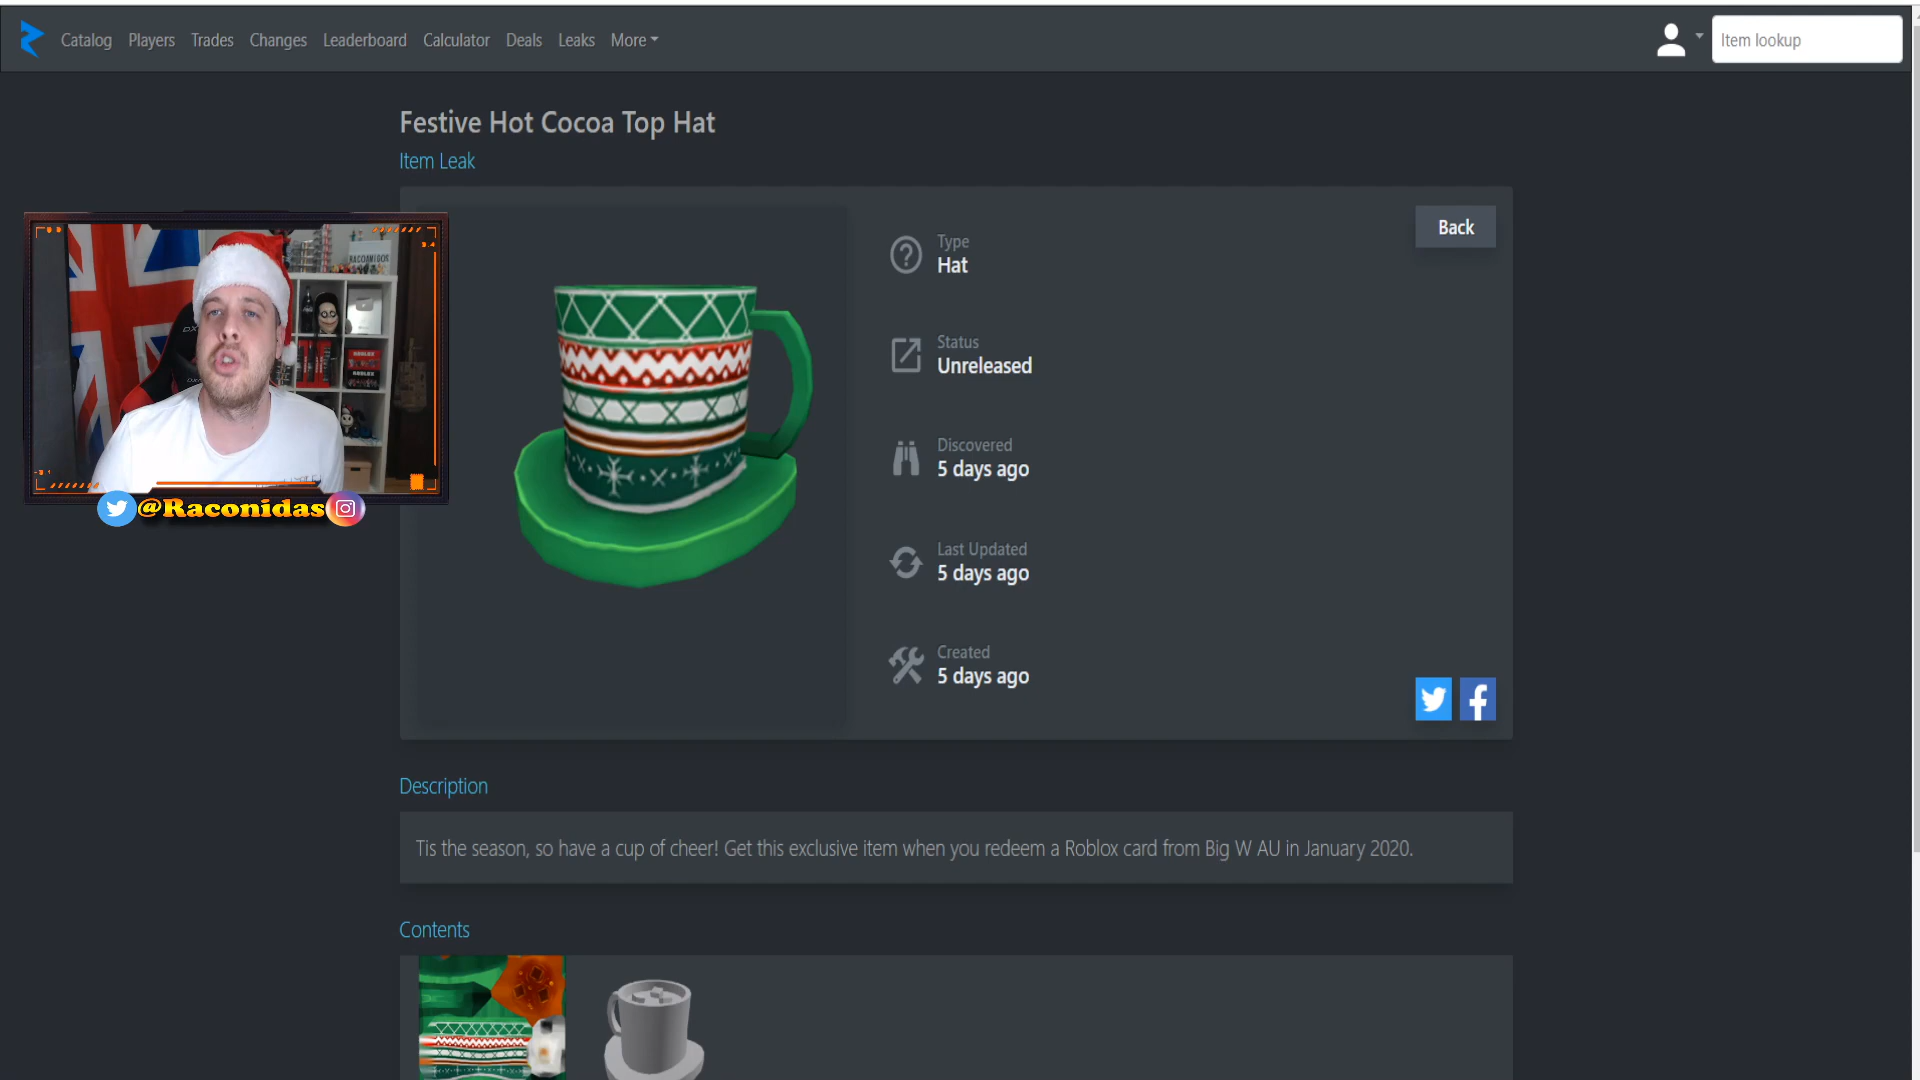 Catalog Players Trades Changes Leaderboard Calculator Deals Leaks More
Item lookup
Festive Hot Cocoa Top Hat
Item Leak
Back
Type
Hat
Status
Unreleased
Discovered
5 days ago
Last Updated
5 days ago
Created
5 days ago
RACONIDAS
@Raconidas
Description
Tis the season, so have a cup of cheer! Get this exclusive item when you redeem a Roblox card from Big W AU in January 2020.
Contents